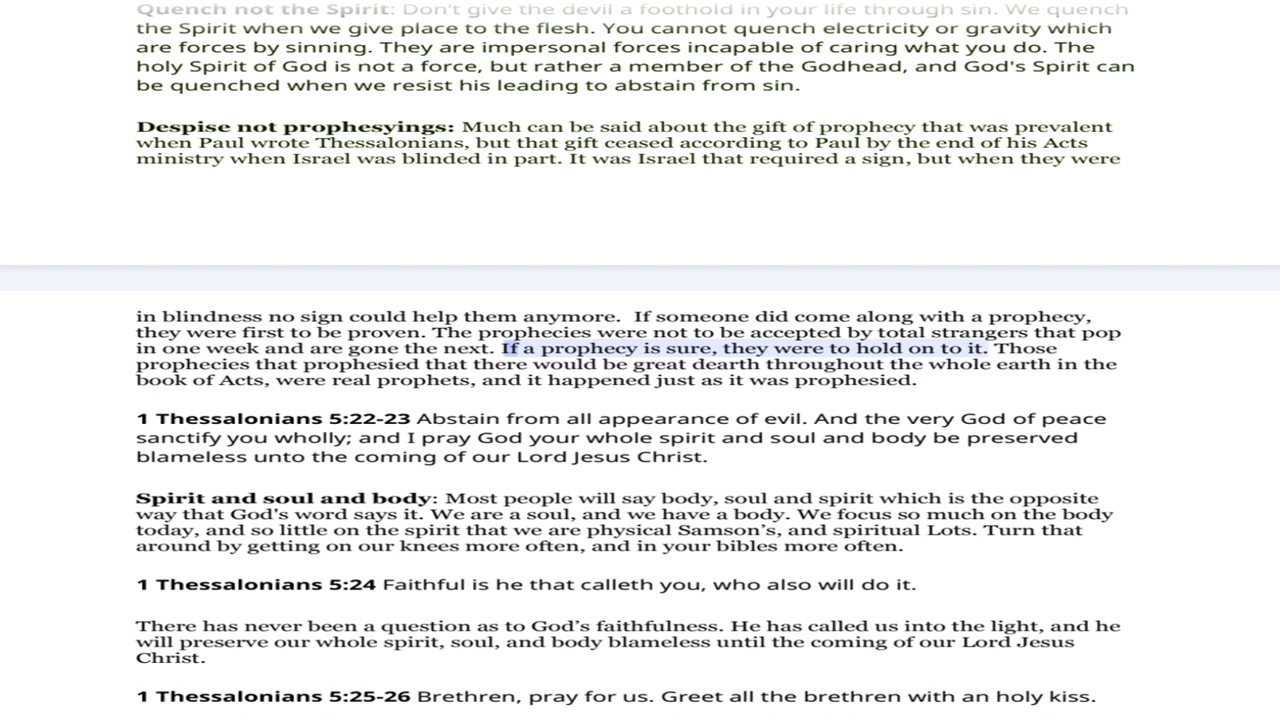 Quench not the Spirit: Don't give the devil a foothold in your life through sin. We quench
the Spirit when we give place to the flesh. You cannot quench electricity or gravity which
are forces by sinning. They are impersonal forces incapable of caring what you do. The
holy Spirit of God is not a force, but rather a member of the Godhead, and God's Spirit can
be quenched when we resist his leading to abstain from sin.
Despise not prophesyings: Much can be said about the gift of prophecy that was prevalent
when Paul wrote Thessalonians, but that gift ceased according to Paul by the end of his Acts
ministry when Israel was blinded in part. It was Israel that required a sign, but when they were
in blindness no sign could help them anymore.  If someone did come along with a prophecy,
they were first to be proven. The prophecies were not to be accepted by total strangers that pop
in one week and are gone the next. If a prophecy is sure, they were to hold on to it. Those
prophecies that prophesied that there would be great dearth throughout the whole earth in the
book of Acts, were real prophets, and it happened just as it was prophesied.
1 Thessalonians 5:22-23 Abstain from all appearance of evil. And the very God of peace
sanctify you wholly; and I pray God your whole spirit and soul and body be preserved
blameless unto the coming of our Lord Jesus Christ.
Spirit and soul and body: Most people will say body, soul and spirit which is the opposite
way that God's word says it. We are a soul, and we have a body. We focus so much on the body
today, and so little on the spirit that we are physical Samson's, and spiritual Lots. Turn that
around by getting on our knees more often, and in your bibles more often.
1 Thessalonians 5:24 Faithful is he that calleth you, who also will do it.
There has never been a question as to God's faithfulness. He has called us into the light, and he
will preserve our whole spirit, soul, and body blameless until the coming of our Lord Jesus
Christ.
1 Thessalonians 5:25-26 Brethren, pray for us. Greet all the brethren with an holy kiss.